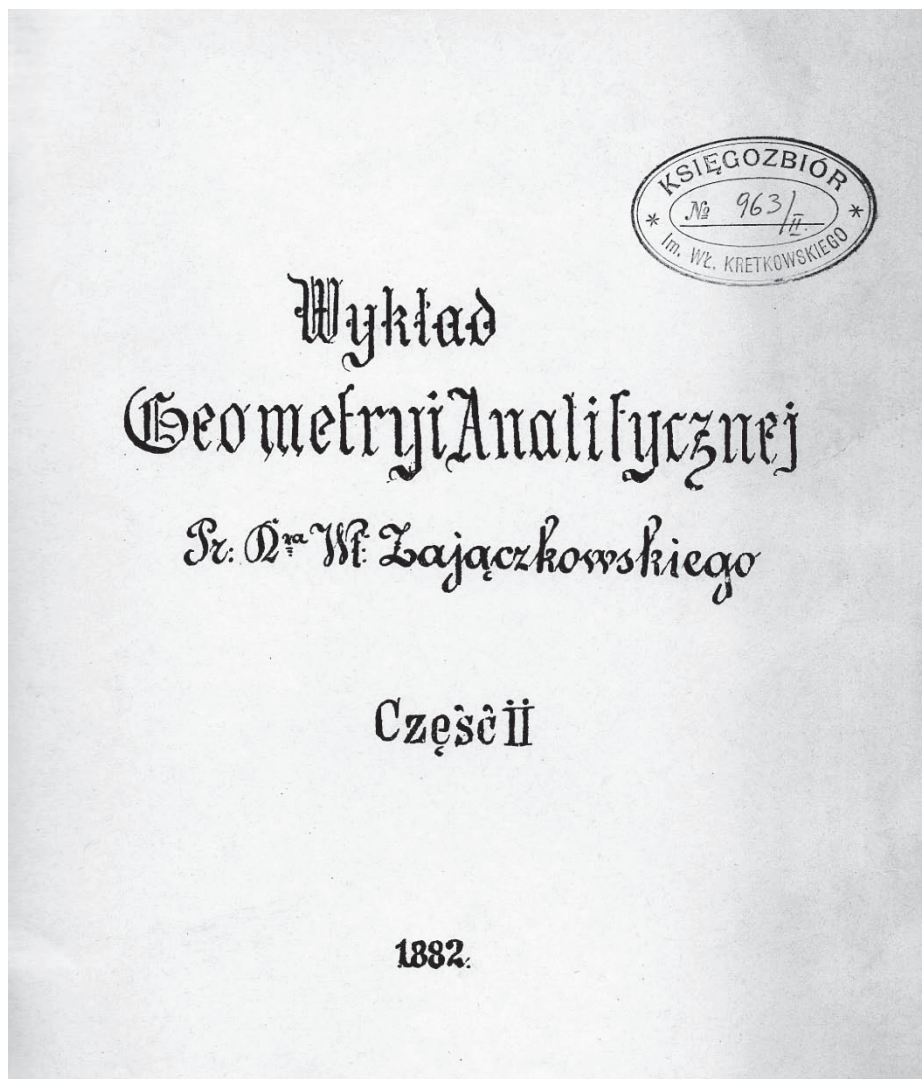 KSIĘGOZBIÓR
№ 963/II.
Im. WŁ. KRETKOWSKIEGO
Wykład
Geometryi Analitycznej
Pr: Dra Wł: Zajączkowskiego
Część II
1882.